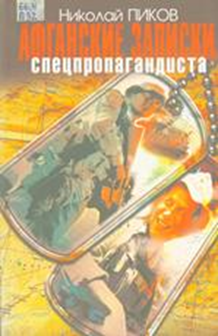 Николай ПИКОВ
АФГАНСКИЕ ЗАПИСКИ
спецпропагандиста